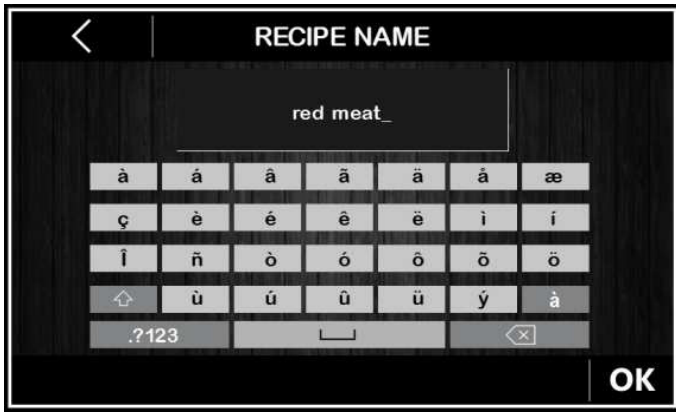 RECIPE NAME
red meat_
à á â ã ä å æ
ç è é ê ë ì í
Î ñ ò ó ô õ ö
ù ú û ü ý à
.?123
OK